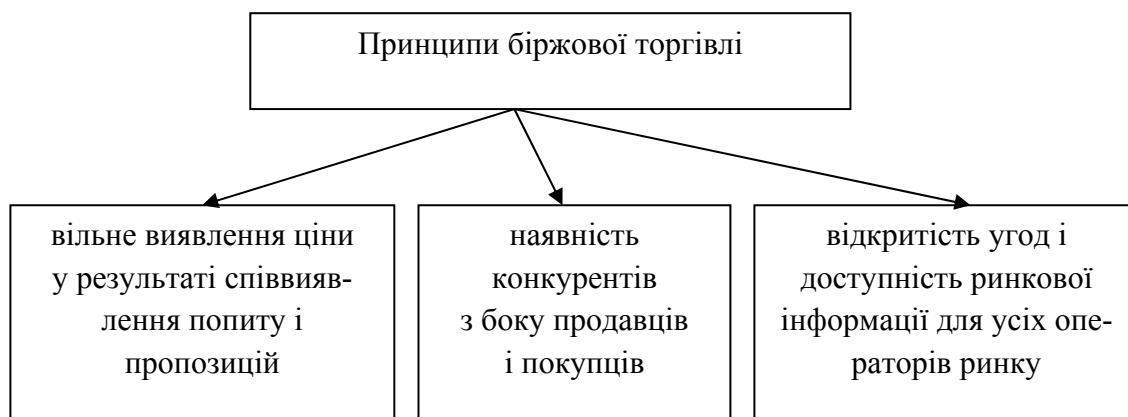 Принципи біржової торгівлі
вільне виявлення ціни
у результаті співвияв-
лення попиту і
пропозицій
наявність
конкурентів
з боку продавців
і покупців
відкритість угод і
доступність ринкової
інформації для усіх опе-
раторів ринку